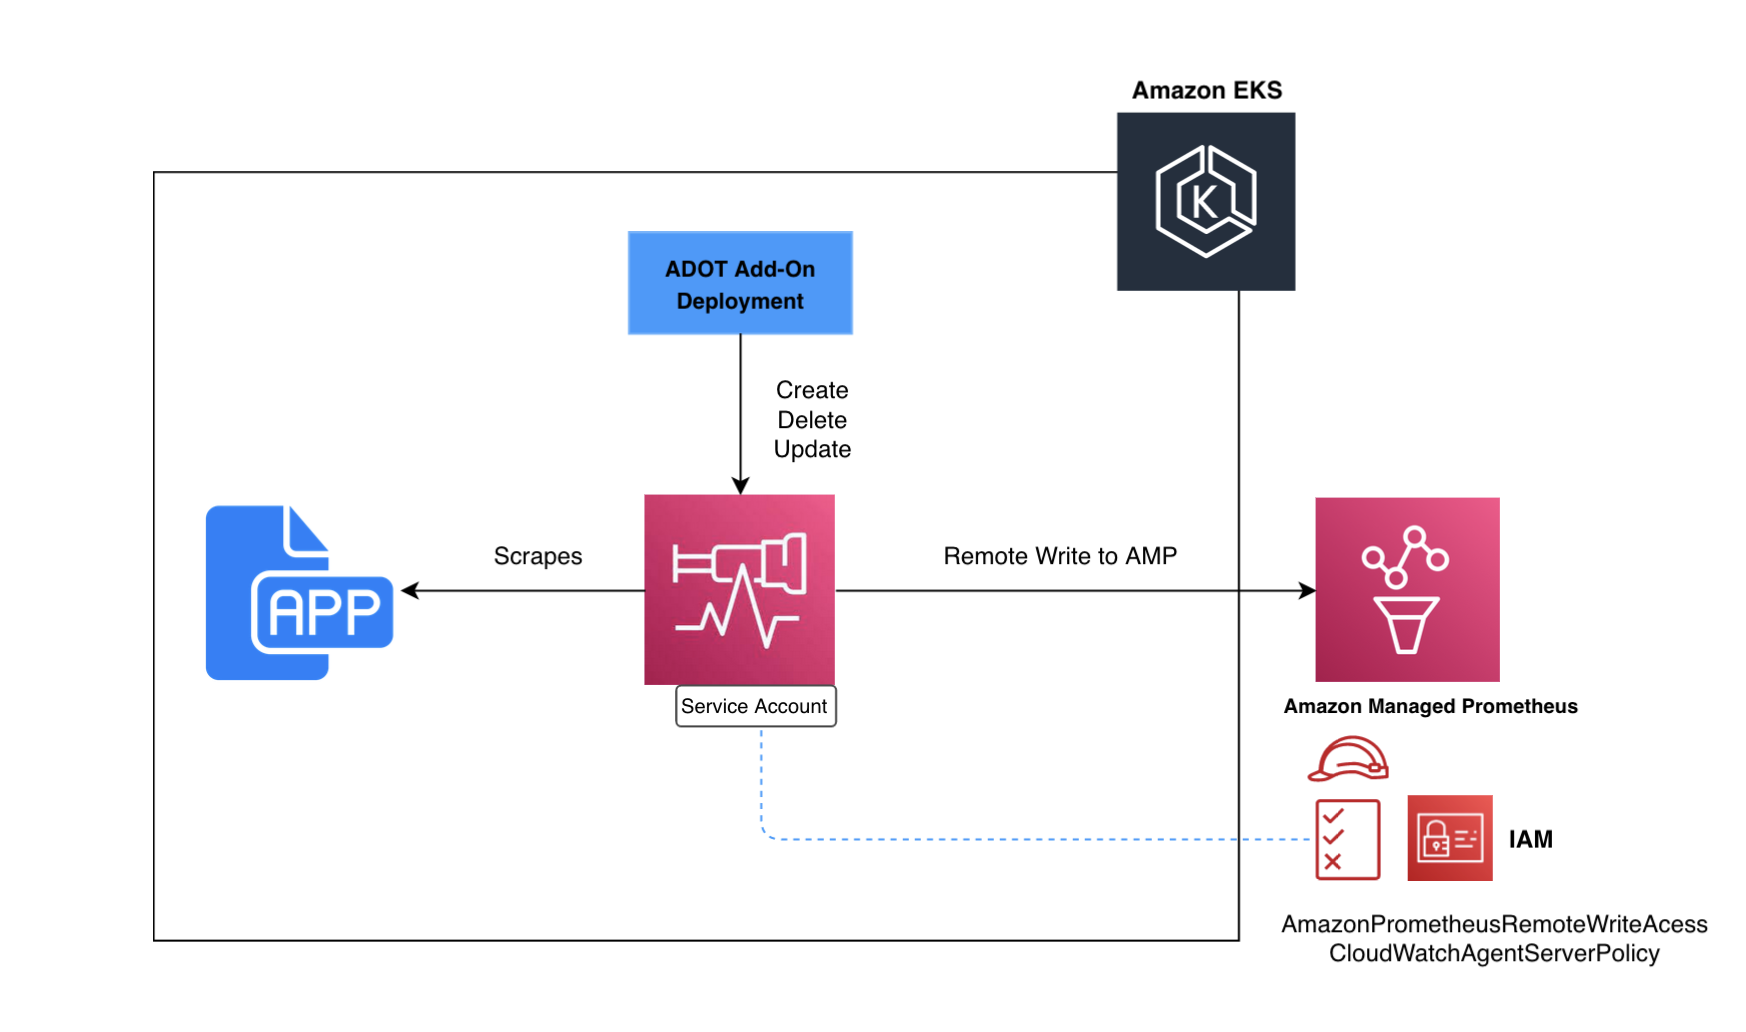 Amazon EKS
K
ADOT Add-On
Deployment
Create
Delete
Update
Scrapes
Remote Write to AMP
APP
Service Account
Amazon Managed Prometheus
IAM
AmazonPrometheusRemoteWriteAcess
CloudWatchAgentServerPolicy